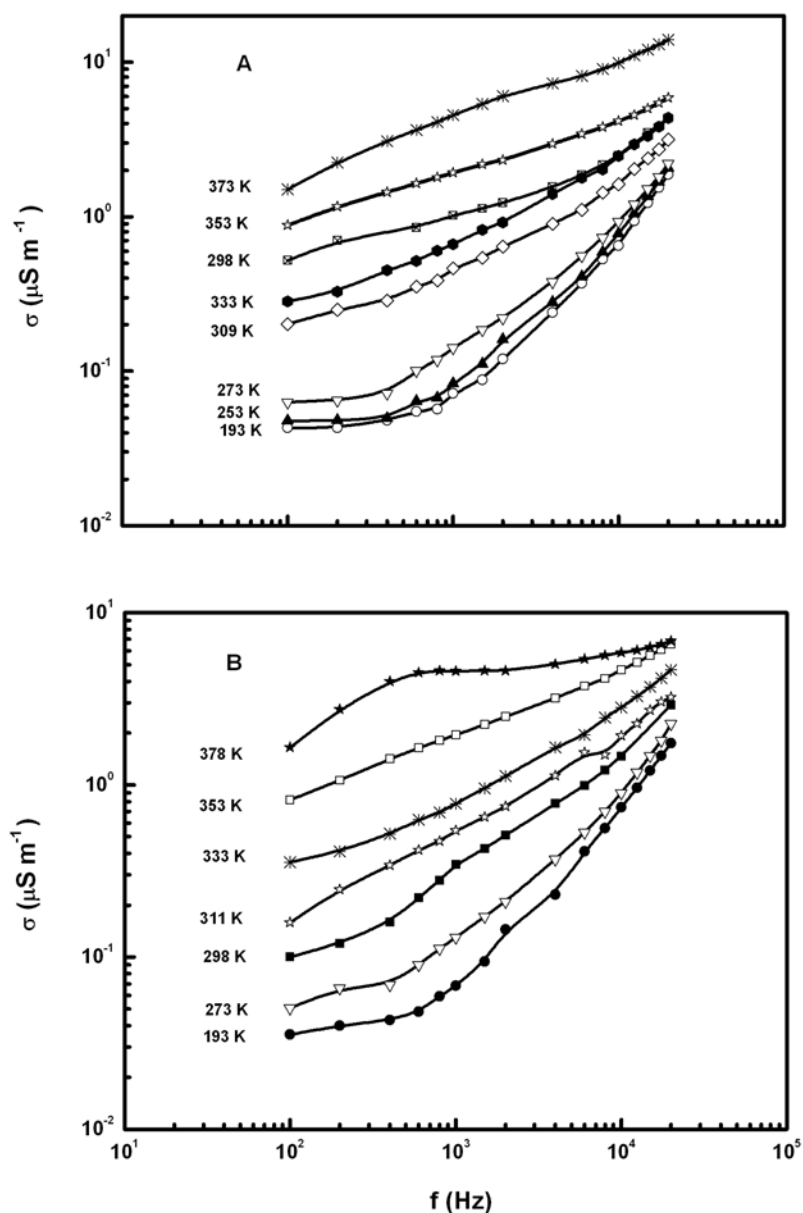 A
10¹
10⁰
10⁻¹
10⁻²
σ (μS m⁻¹)
373 K
353 K
298 K
333 K
309 K
273 K
253 K
193 K
B
10¹
10⁰
10⁻¹
10⁻²
σ (μS m⁻¹)
378 K
353 K
333 K
311 K
298 K
273 K
193 K
10¹ 10² 10³ 10⁴ 10⁵
f (Hz)